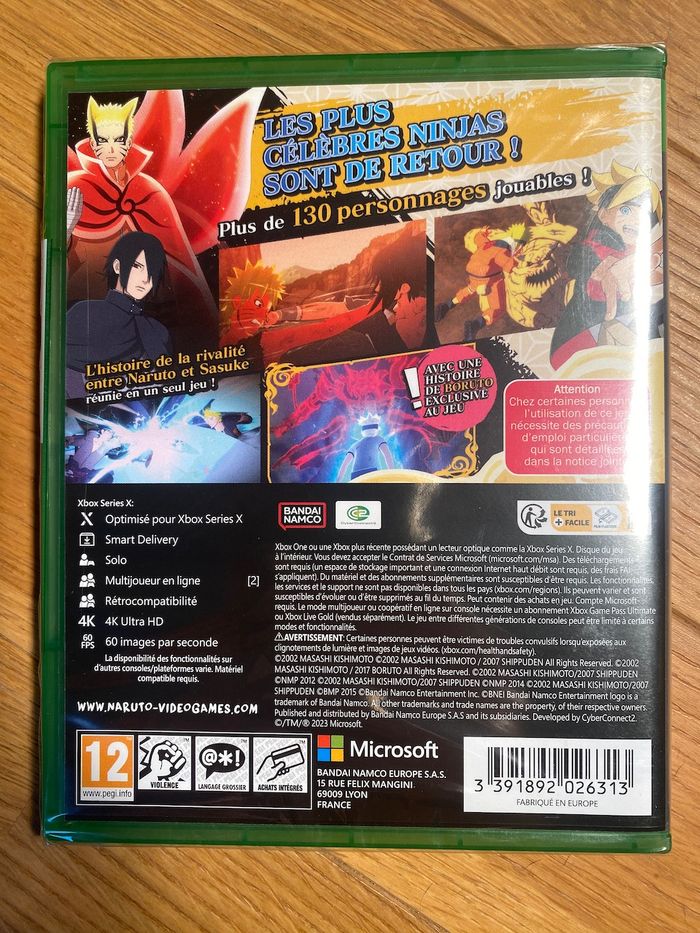 LES PLUS
CÉLÈBRES NINJAS
SONT DE RETOUR !
Plus de 130 personnages jouables !
L'histoire de la rivalité
entre Naruto et Sasuke
réunie en un seul jeu !
! AVEC UNE
HISTOIRE
DE BORUTO
EXCLUSIVE
AU JEU
Attention
Chez certaines
l'utilisation de ce
nécessite des
d'emploi
qui sont
dans la notice
Xbox Series X:
X Optimisé pour Xbox Series X
Smart Delivery
Solo
Multijoueur en ligne [2]
Rétrocompatibilité
4K 4K Ultra HD
60 FPS 60 images par seconde
La disponibilité des fonctionnalités sur
d'autres consoles/plateformes varie. Matériel
compatible requis.
WWW.NARUTO-VIDEOGAMES.COM
BANDAI
NAMCO
CyberConnect2
LE TRI
+ FACILE
Xbox One ou une Xbox plus récente possédant un lecteur optique comme la Xbox Series X. Disque du jeu
à l'intérieur. Vous devez accepter le Contrat de Services Microsoft (microsoft.com/msa). Des téléchargements
sont requis (un espace de stockage important et une connexion Internet haut débit sont requis, des frais FAI
s'appliquent). Du matériel et des abonnements supplémentaires sont susceptibles d'être requis. Les fonctionnalités,
les services et le support ne sont pas disponibles dans tous les pays (xbox.com/regions). Ils peuvent varier et sont
susceptibles d'évoluer ou d'être supprimés au fil du temps. Peut contenir des achats en jeu. Compte Microsoft
requis. Le mode multijoueur ou coopératif en ligne sur console nécessite un abonnement Xbox Game Pass Ultimate
ou Xbox Live Gold (vendus séparément). Le jeu entre différentes générations de consoles peut être limité à certains
modes et fonctionnalités.
⚠AVERTISSEMENT: Certaines personnes peuvent être victimes de troubles convulsifs lorsqu'exposées aux
clignotements de lumière et images de jeux vidéos. (xbox.com/healthandsafety).
©2002 MASASHI KISHIMOTO ©2002 MASASHI KISHIMOTO / 2007 SHIPPUDEN All Rights Reserved. ©2002
MASASHI KISHIMOTO / 2017 BORUTO All Rights Reserved. ©2002 MASASHI KISHIMOTO/2007 SHIPPUDEN
©NMP 2012 ©2002 MASASHI KISHIMOTO/2007 SHIPPUDEN ©NMP 2014 ©2002 MASASHI KISHIMOTO/2007
SHIPPUDEN ©BMP 2015 ©Bandai Namco Entertainment Inc. ©BNEI Bandai Namco Entertainment logo is a
trademark of Bandai Namco. All other trademarks and trade names are the property, of their respective owners.
Published and distributed by Bandai Namco Europe S.A.S and its subsidiaries. Developed by CyberConnect2.
©/TM/® 2023 Microsoft.
12
www.pegi.info
VIOLENCE
@*!
LANGAGE GROSSIER
ACHATS INTÉGRÉS
Microsoft
BANDAI NAMCO EUROPE S.A.S.
15 RUE FELIX MANGINI
69009 LYON
FRANCE
3 391892 026313
FABRIQUÉ EN EUROPE